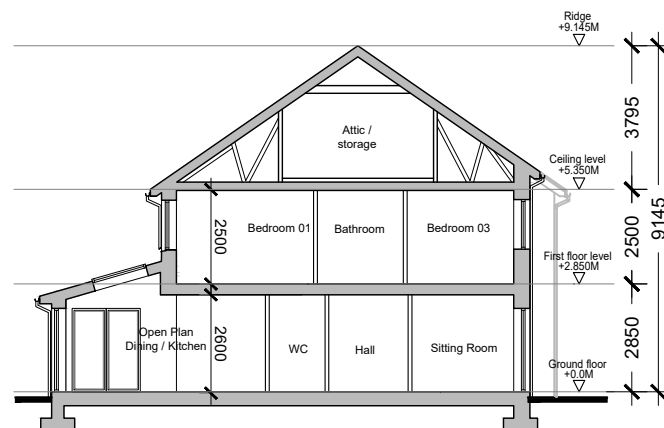 Ridge
+9.145M
3795
Attic /
storage
Ceiling level
+5.350M
9145
2500
Bedroom 01
Bathroom
Bedroom 03
2500
First floor level
+2.850M
Open Plan
Dining / Kitchen
2600
WC
Hall
Sitting Room
2850
Ground floor
+0.0M